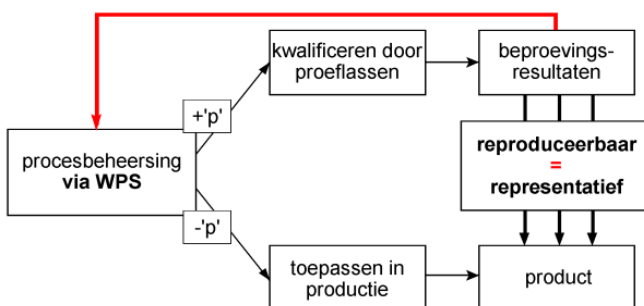 kwalificeren door
proeflassen
beproevings-
resultaten
+'p'
procesbeheersing
via WPS
reproduceerbaar
=
representatief
-'p'
toepassen in
productie
product